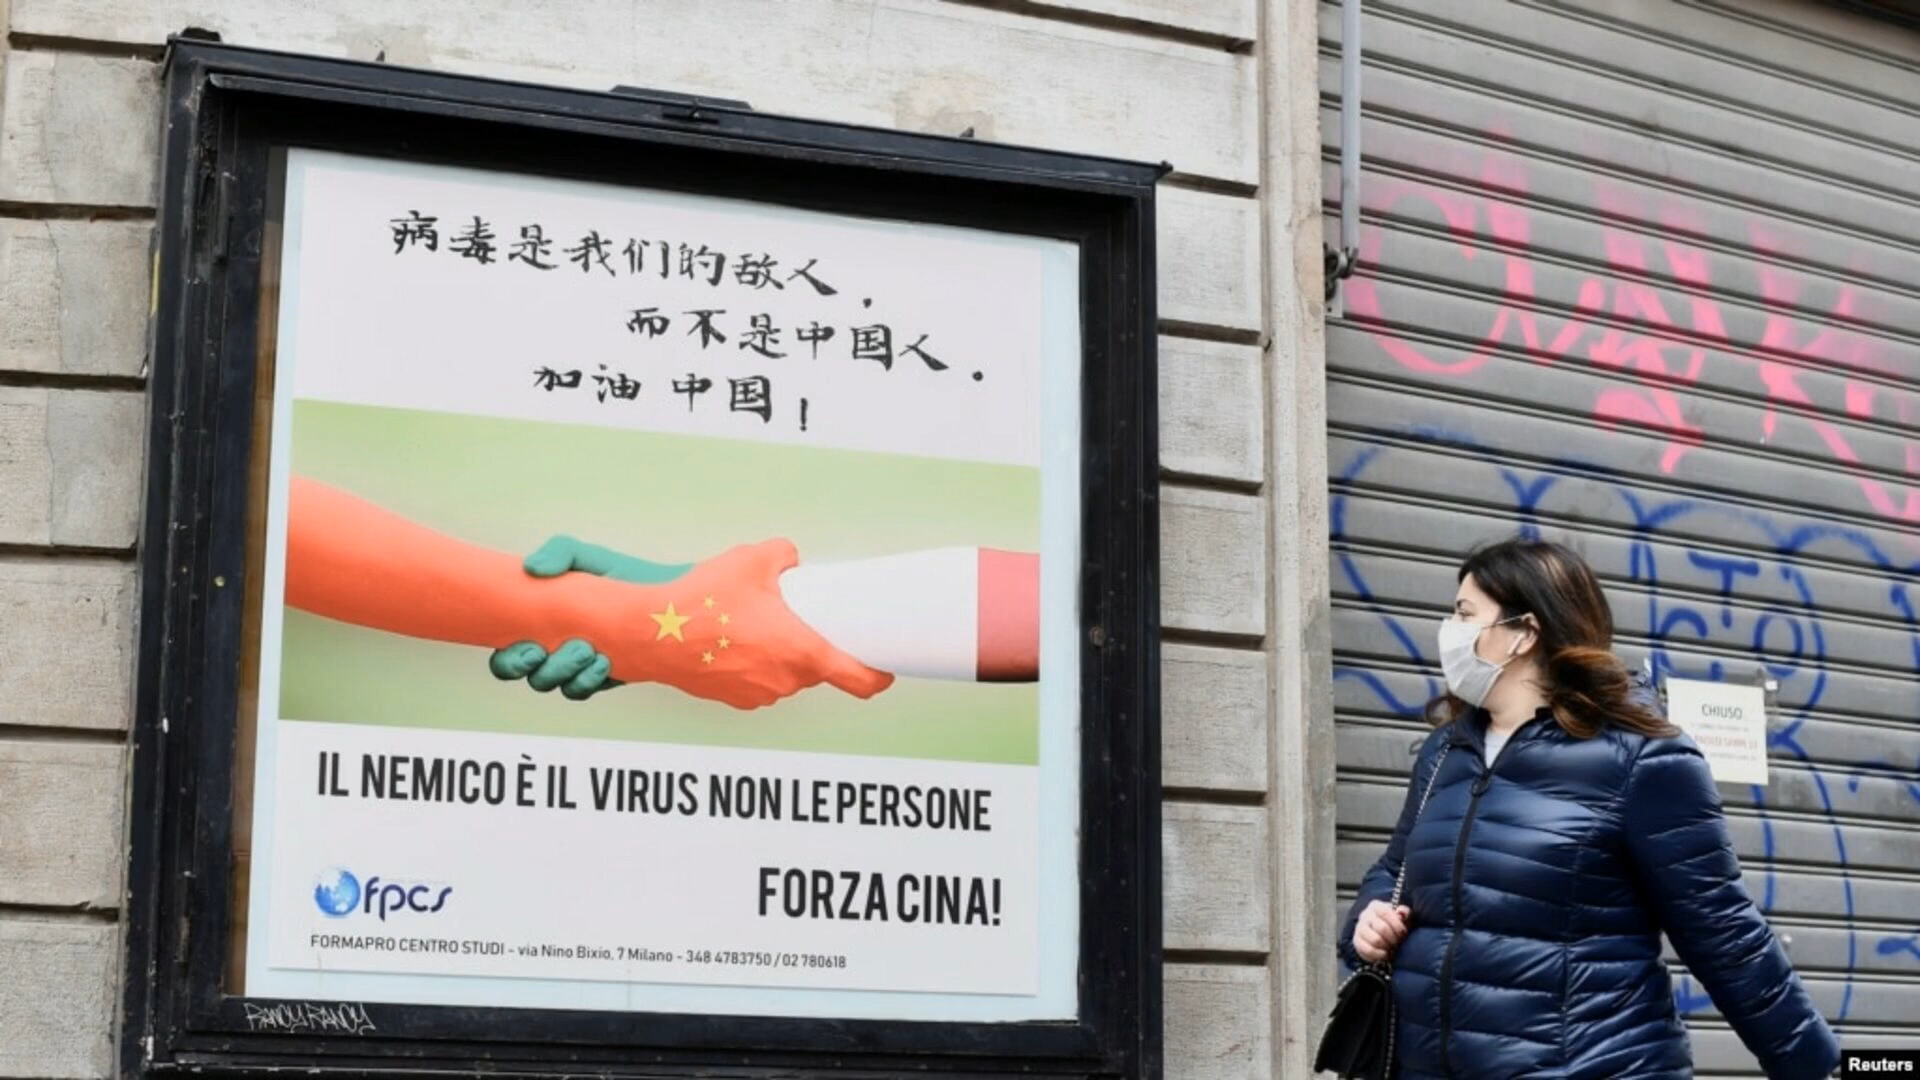 病毒是我们的敌人.
而不是中国人.
加油 中国!
IL NEMICO È IL VIRUS NON LE PERSONE
FORZA CINA!
fpcs
FORMAPRO CENTRO STUDI - via Nino Bixio, 7 Milano - 348 4783750 / 02 780618
CHIUSO
Reuters